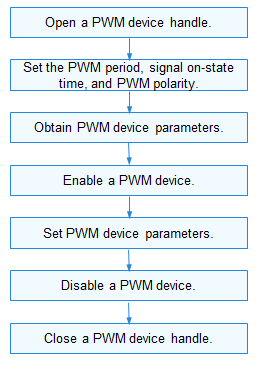 Open a PWM device handle.
Set the PWM period, signal on-state
time, and PWM polarity.
Obtain PWM device parameters.
Enable a PWM device.
Set PWM device parameters.
Disable a PWM device.
Close a PWM device handle.